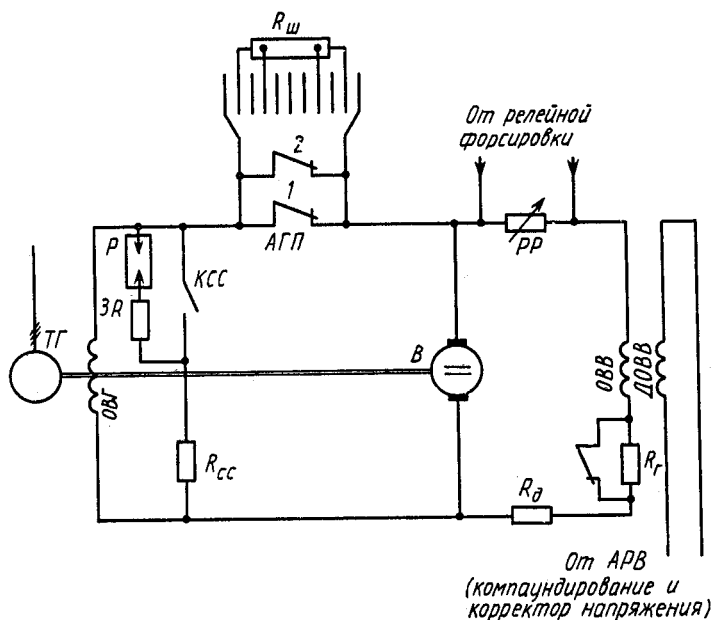 Rш
От релейной
форсировки
2
1
АГП
РР
Р
КСС
ЗR
ТГ
ОВГ
В
ОВВ
ДОВВ
Rсс
Rг
Rд
От АРВ
(компаундирование и
корректор напряжения)